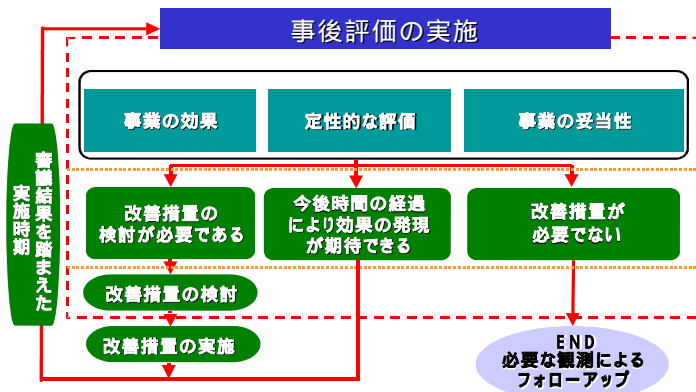 事後評価の実施
事業の効果
定性的な評価
事業の妥当性
審議結果を踏まえた
実施時期
改善措置の
検討が必要である
今後時間の経過
により効果の発現
が期待できる
改善措置が
必要でない
改善措置の検討
改善措置の実施
END
必要な観測による
フォローアップ